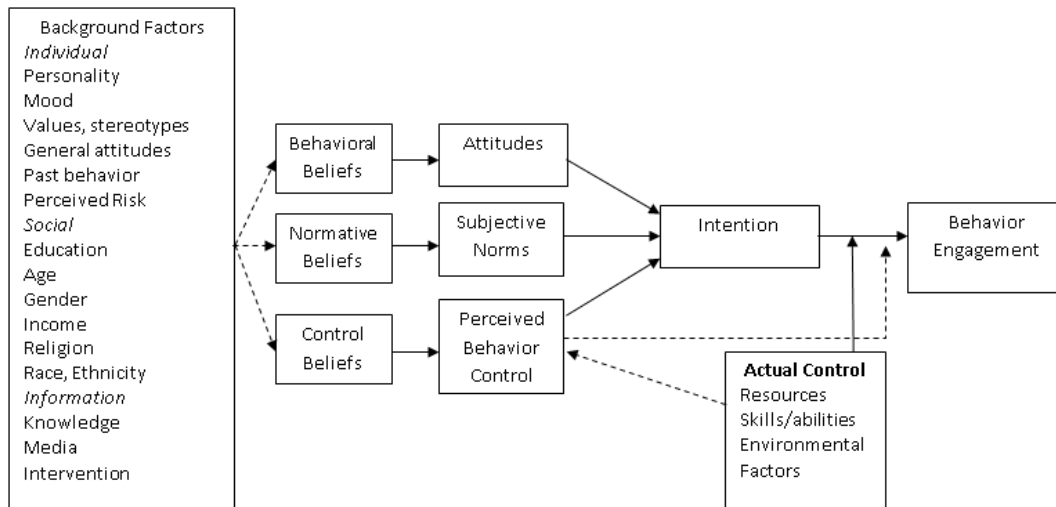 Background Factors
Individual
Personality
Mood
Values, stereotypes
General attitudes
Past behavior
Perceived Risk
Social
Education
Age
Gender
Income
Religion
Race, Ethnicity
Information
Knowledge
Media
Intervention
Behavioral
Beliefs
Normative
Beliefs
Control
Beliefs
Attitudes
Subjective
Norms
Perceived
Behavior
Control
Intention
Behavior
Engagement
Actual Control
Resources
Skills/abilities
Environmental
Factors